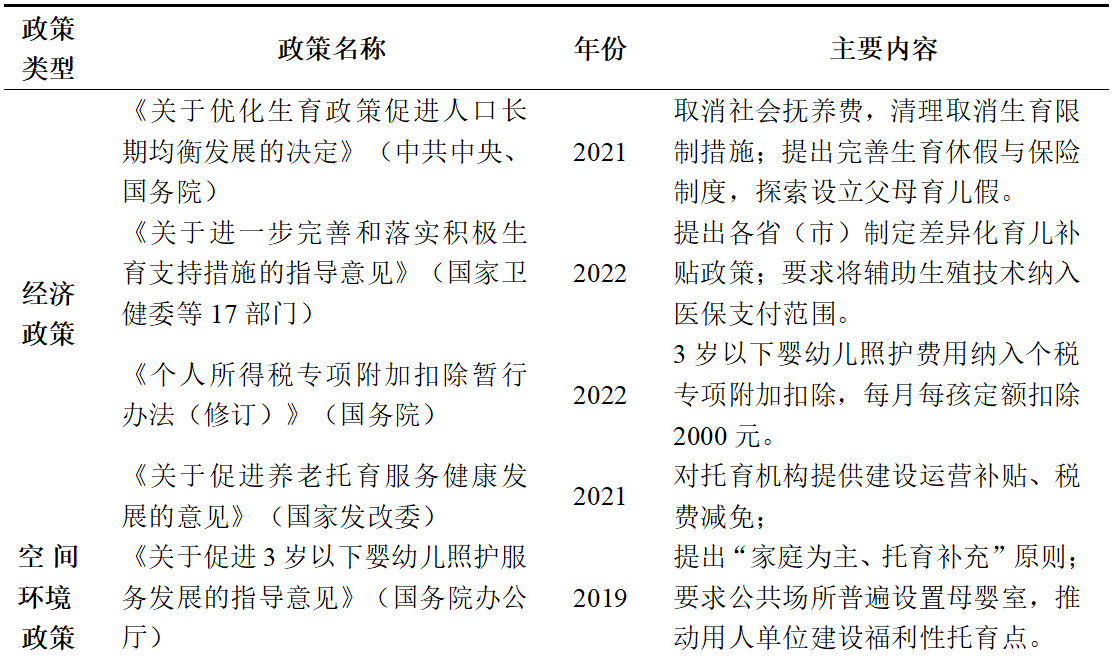 政策类型 政策名称 年份 主要内容
经济政策
《关于优化生育政策促进人口长
期均衡发展的决定》（中共中央、
国务院）
2021
取消社会抚养费，清理取消生育限
制措施；提出完善生育休假与保险
制度，探索设立父母育儿假。
《关于进一步完善和落实积极生
育支持措施的指导意见》（国家卫
健委等 17 部门）
2022
提出各省（市）制定差异化育儿补
贴政策；要求将辅助生殖技术纳入
医保支付范围。
《个人所得税专项附加扣除暂行
办法（修订）》（国务院）
2022
3 岁以下婴幼儿照护费用纳入个税
专项附加扣除，每月每孩定额扣除
2000 元。
《关于促进养老托育服务健康发
展的意见》（国家发改委）
2021
对托育机构提供建设运营补贴、税
费减免；
空间
环境
政策
《关于促进 3 岁以下婴幼儿照护服
务发展的指导意见》（国务院办公
厅）
2019
提出“家庭为主、托育补充”原则；
要求公共场所普遍设置母婴室，推
动用人单位建设福利性托育点。